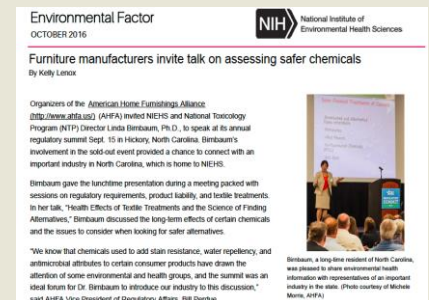 Environmental Factor
OCTOBER 2016
NIH
National Institute of
Environmental Health Sciences
Furniture manufacturers invite talk on assessing safer chemicals
By Kelly Lenox
Organizers of the American Home Furnishings Alliance
(http://www.ahfa.us/) (AHFA) invited NIEHS and National Toxicology
Program (NTP) Director Linda Birnbaum, Ph.D., to speak at its annual
regulatory summit Sept. 15 in Hickory, North Carolina. Birnbaum's
involvement in the sold-out event provided a chance to connect with an
important industry in North Carolina, which is home to NIEHS.
Birnbaum gave the lunchtime presentation during a meeting packed with
sessions on regulatory requirements, product liability, and textile treatments.
In her talk, "Health Effects of Textile Treatments and the Science of Finding
Alternatives," Birnbaum discussed the long-term effects of certain chemicals
and the issues to consider when looking for safer alternatives.
"We know that chemicals used to add stain resistance, water repellency, and
antimicrobial attributes to certain consumer products have drawn the
attention of some environmental and health groups, and the summit was an
ideal forum for Dr. Birnbaum to introduce our industry to this discussion,"
said AHFA Vice President of Regulatory Affairs, Bill Perdue.
Birnbaum, a long-time resident of North Carolina,
was pleased to share environmental health
information with representatives of an important
industry in the state. (Photo courtesy of Michele
Morris, AHFA)